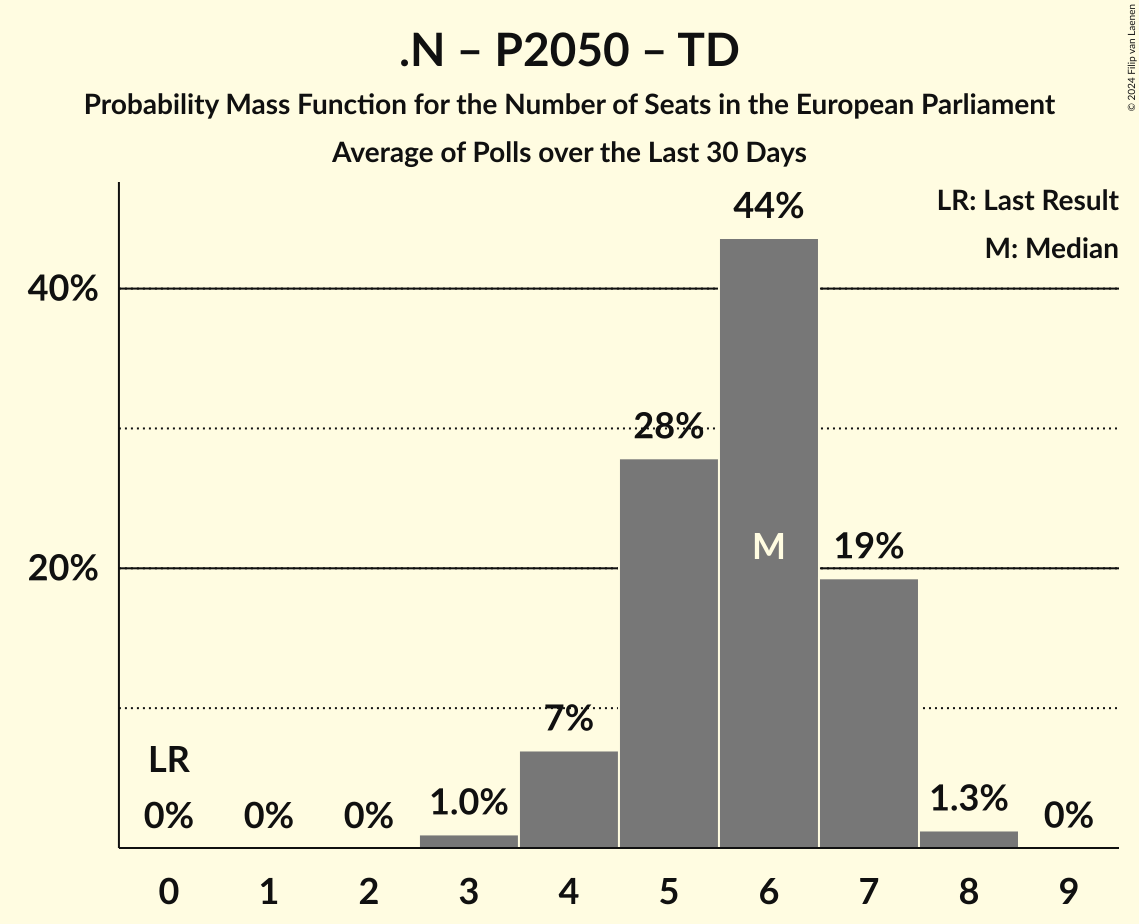 .N – P2050 – TD
Probability Mass Function for the Number of Seats in the European Parliament
Average of Polls over the Last 30 Days
© 2024 Filip van Laenen
LR: Last Result
M: Median
40%
20%
LR
0%
0%
0%
1.0%
7%
28%
44%
M
19%
1.3%
0%
0 1 2 3 4 5 6 7 8 9